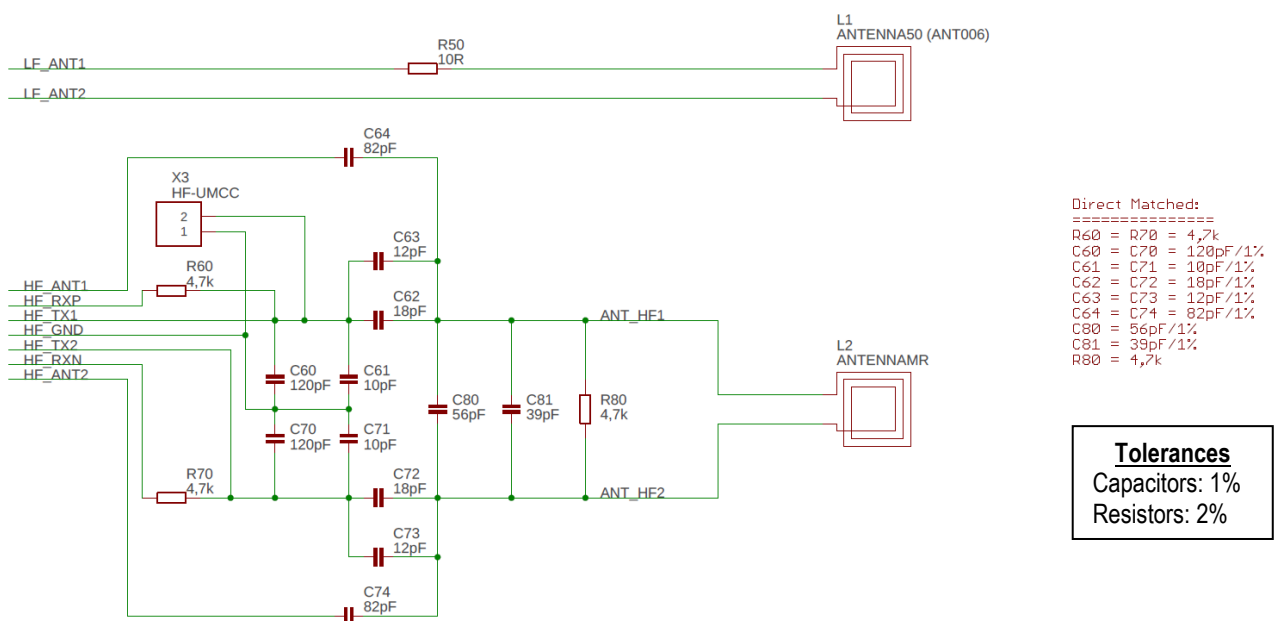 L1
ANTENNA50 (ANT006)
R50
10R
LF_ANT1
LF_ANT2
C64
82pF
X3
HF-UMCC
2
1
C63
12pF
R60
4,7k
C62
18pF
HF_ANT1
HF_RXP
HF_TX1
HF_GND
HF_TX2
HF_RXN
HF_ANT2
ANT_HF1
C60
120pF
C61
10pF
L2
ANTENNAMR
C80
56pF
C81
39pF
R80
4,7k
C70
120pF
C71
10pF
R70
4,7k
C72
18pF
ANT_HF2
C73
12pF
C74
82pF
Direct Matched:
===============
R60 = R70 = 4,7k
C60 = C70 = 120pF/1%
C61 = C71 = 10pF/1%
C62 = C72 = 18pF/1%
C63 = C73 = 12pF/1%
C64 = C74 = 82pF/1%
C80 = 56pF/1%
C81 = 39pF/1%
R80 = 4,7k
Tolerances
Capacitors: 1%
Resistors: 2%